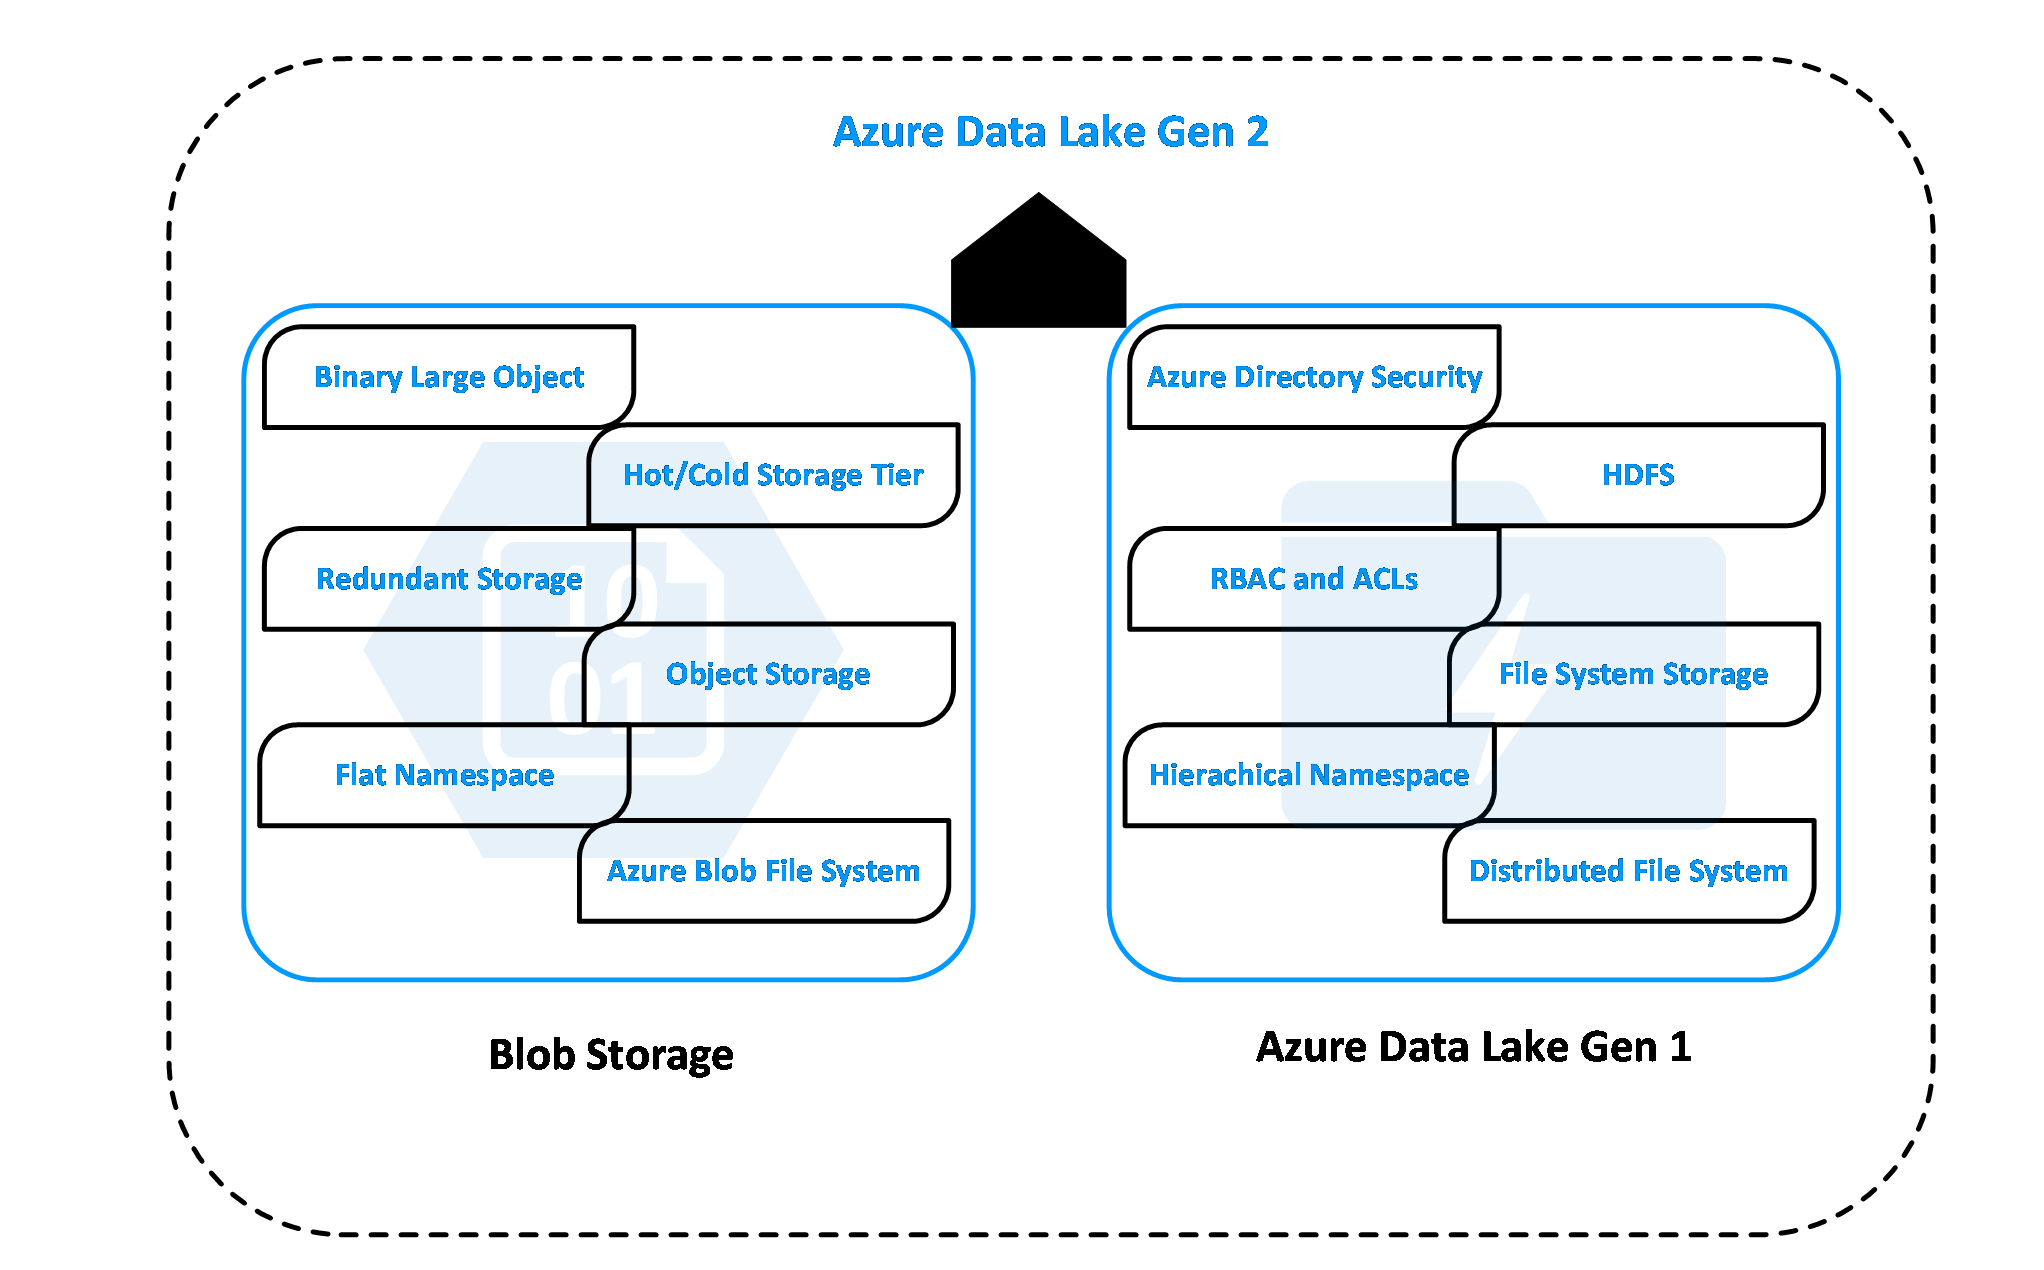 Azure Data Lake Gen 2
Binary Large Object
Hot/Cold Storage Tier
Redundant Storage
Object Storage
Flat Namespace
Azure Blob File System
10
01
Blob Storage
Azure Directory Security
HDFS
RBAC and ACLs
File System Storage
Hierachical Namespace
Distributed File System
Azure Data Lake Gen 1